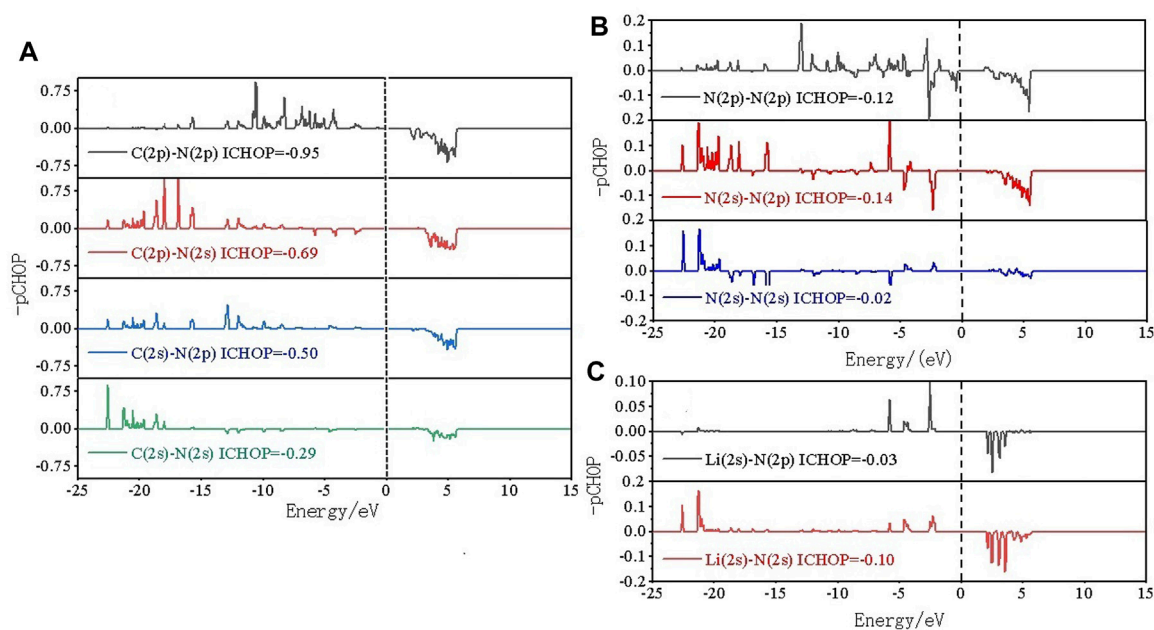 A
-pCHOP
0.75
0.00
-0.75
C(2p)-N(2p) ICHOP=-0.95
0.75
0.00
-0.75
C(2p)-N(2s) ICHOP=-0.69
0.75
0.00
-0.75
C(2s)-N(2p) ICHOP=-0.50
0.75
0.00
-0.75
C(2s)-N(2s) ICHOP=-0.29
-25 -20 -15 -10 -5 0 5 10 15
Energy/eV
B
-pCHOP
0.2
0.1
0.0
-0.1
N(2p)-N(2p) ICHOP=-0.12
0.2
0.1
0.0
-0.1
N(2s)-N(2p) ICHOP=-0.14
0.2
0.1
0.0
-0.1
0.2
N(2s)-N(2s) ICHOP=-0.02
-25 -20 -15 -10 -5 0 5 10 15
Energy/(eV)
C
-pCHOP
0.10
0.05
0.00
-0.05
Li(2s)-N(2p) ICHOP=-0.03
0.2
0.1
0.0
-0.1
-0.2
Li(2s)-N(2s) ICHOP=-0.10
-25 -20 -15 -10 -5 0 5 10 15
Energy/(eV